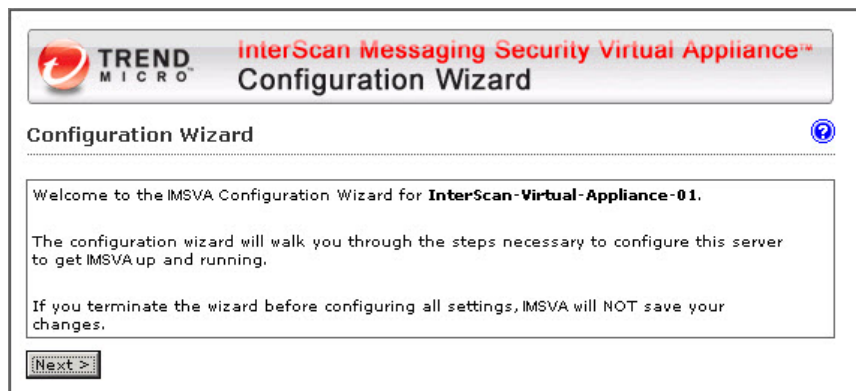 TREND
MICRO
InterScan Messaging Security Virtual Appliance™
Configuration Wizard
Configuration Wizard
?
Welcome to the IMSVA Configuration Wizard for InterScan-Virtual-Appliance-01.
The configuration wizard will walk you through the steps necessary to configure this server
to get IMSVA up and running.
If you terminate the wizard before configuring all settings, IMSVA will NOT save your
changes.
Next >